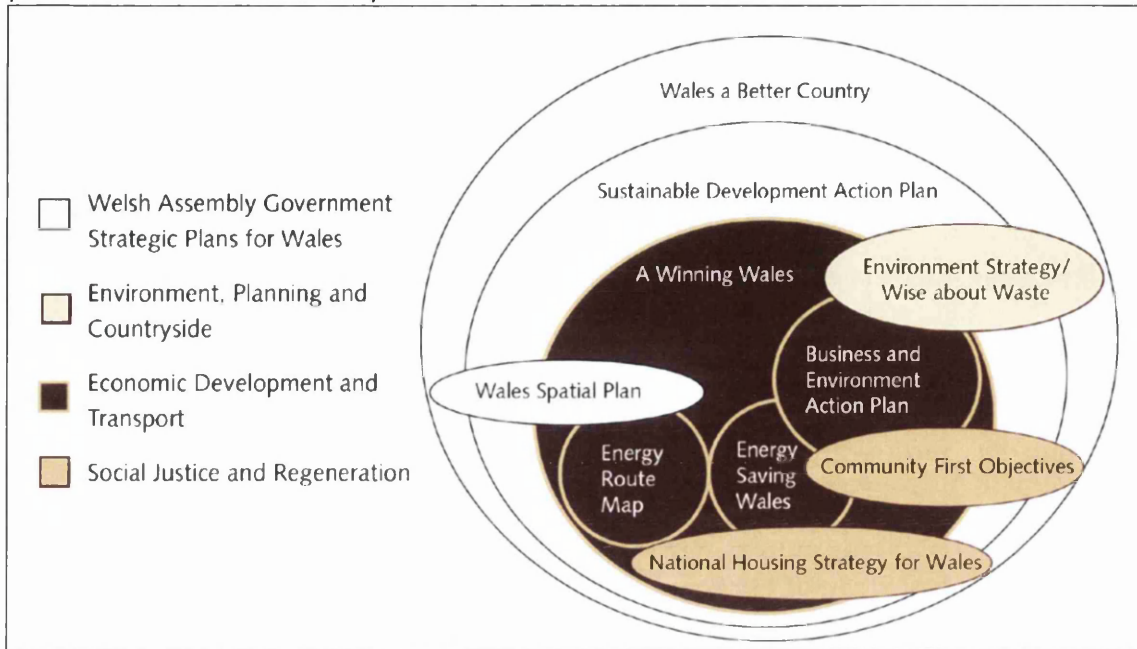 Welsh Assembly Government
Strategic Plans for Wales
Environment, Planning and
Countryside
Economic Development and
Transport
Social Justice and Regeneration
Wales a Better Country
Sustainable Development Action Plan
A Winning Wales
Environment Strategy/
Wise about Waste
Business and
Environment
Action Plan
Wales Spatial Plan
Energy
Route
Map
Energy
Saving
Wales
Community First Objectives
National Housing Strategy for Wales